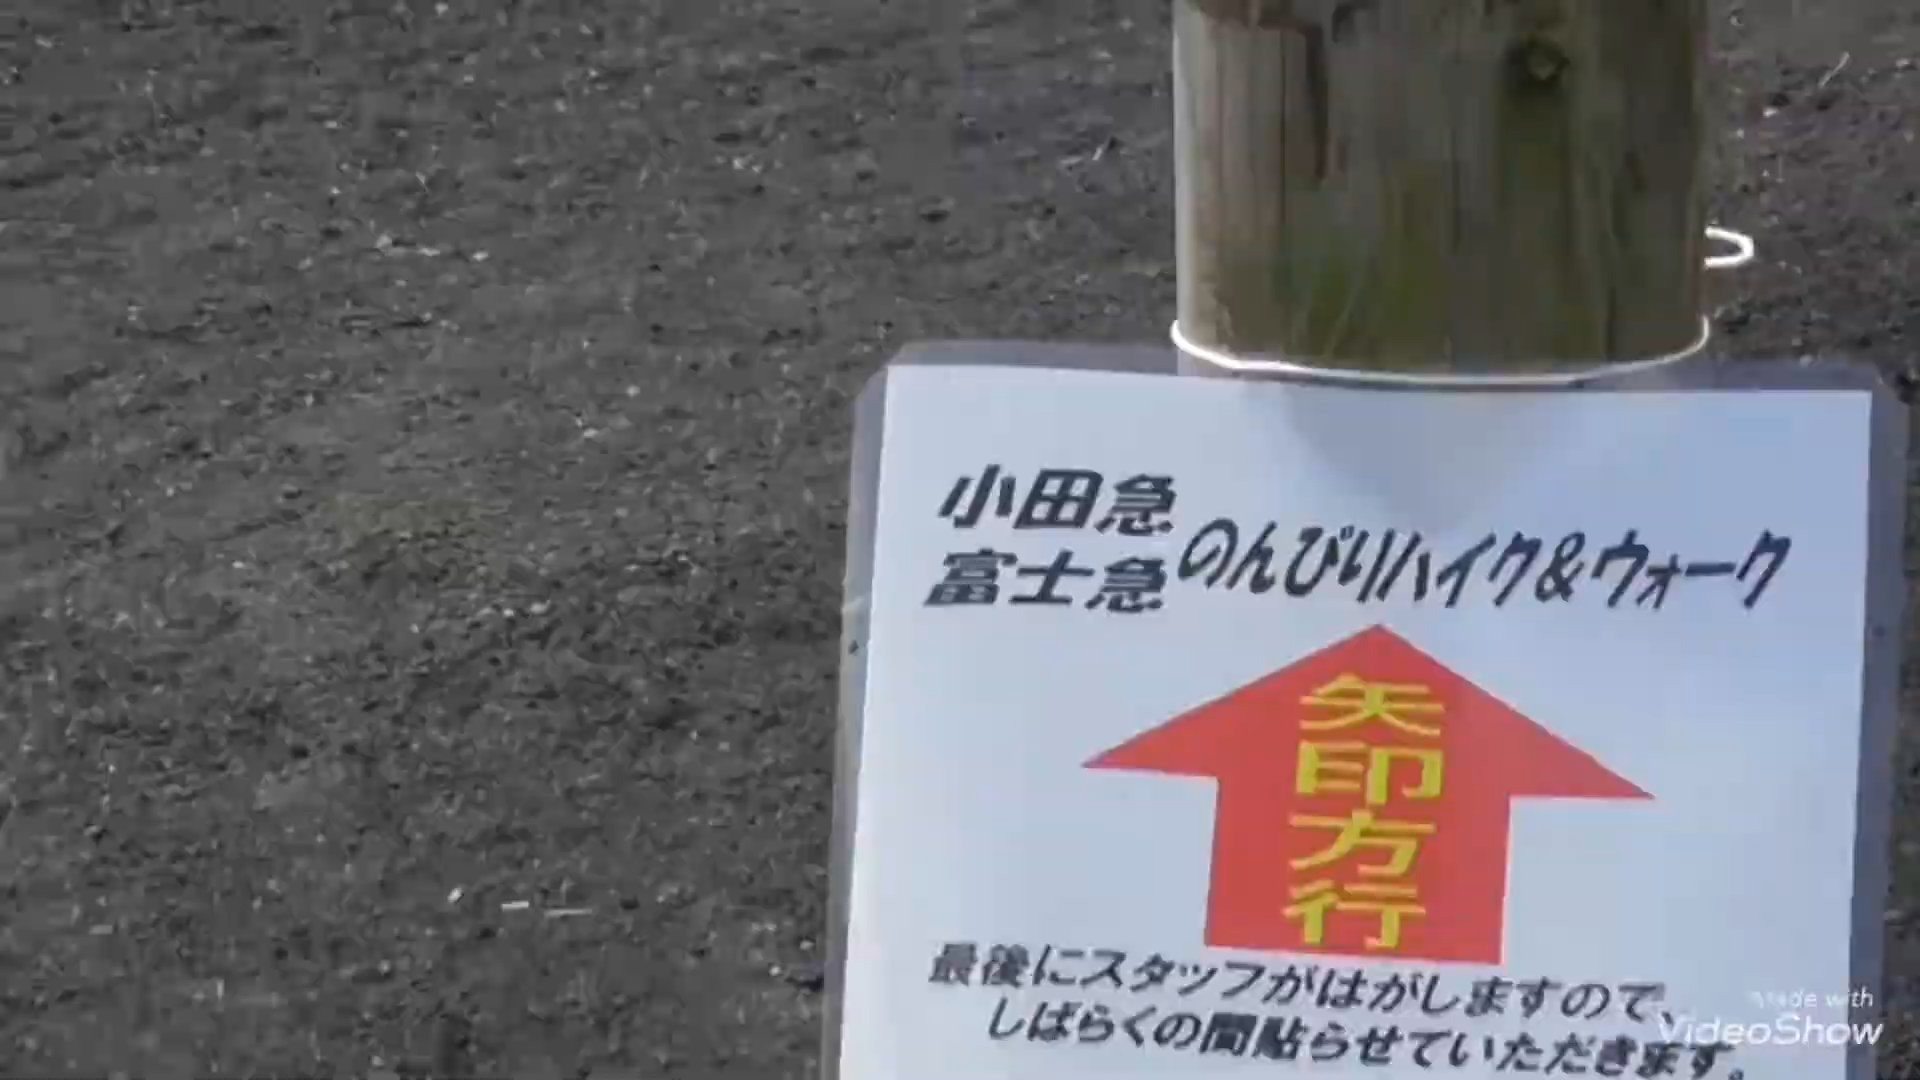 小田急
富士急
のんびりハイク&ウォーク
矢印方行
最後にスタッフがはがしますので、
しばらくの間貼らせていただきます。
Made with
VideoShow